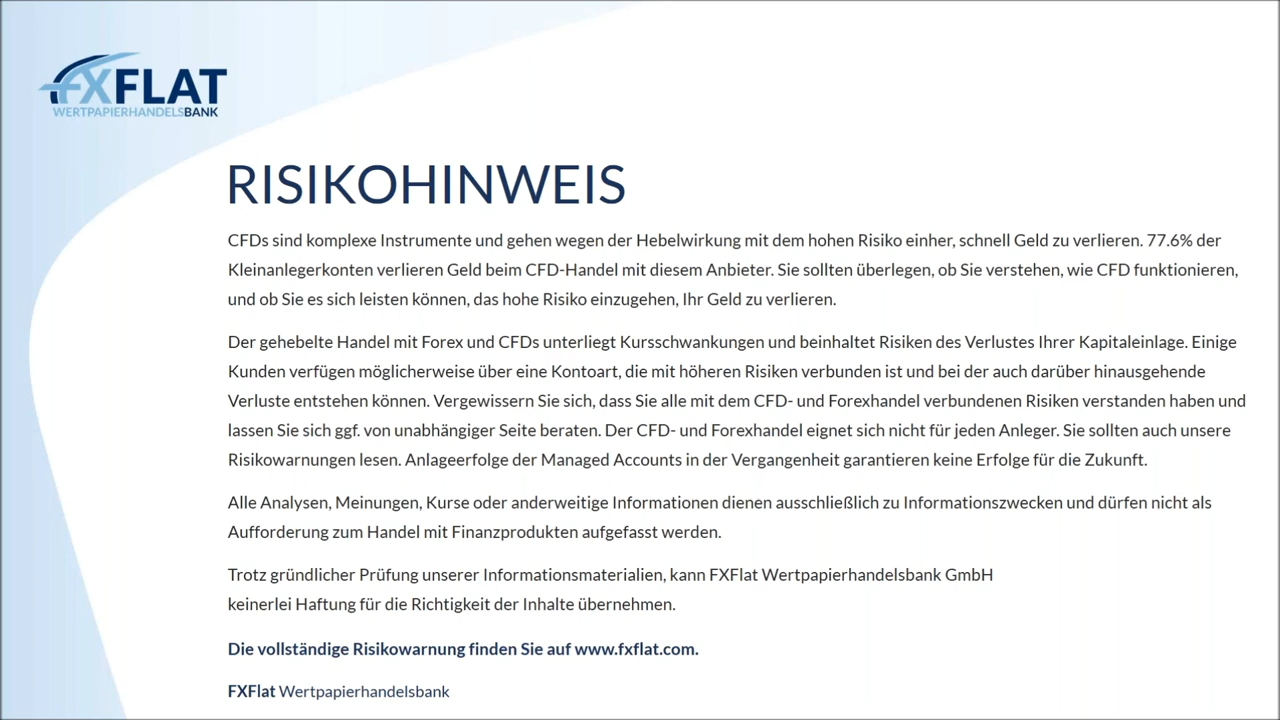 FXFLAT
WERTPAPIERHANDELSBANK
RISIKOHINWEIS
CFDs sind komplexe Instrumente und gehen wegen der Hebelwirkung mit dem hohen Risiko einher, schnell Geld zu verlieren. 77.6% der
Kleinanlegerkonten verlieren Geld beim CFD-Handel mit diesem Anbieter. Sie sollten überlegen, ob Sie verstehen, wie CFD funktionieren,
und ob Sie es sich leisten können, das hohe Risiko einzugehen, Ihr Geld zu verlieren.
Der gehebelte Handel mit Forex und CFDs unterliegt Kursschwankungen und beinhaltet Risiken des Verlustes Ihrer Kapitaleinlage. Einige
Kunden verfügen möglicherweise über eine Kontoart, die mit höheren Risiken verbunden ist und bei der auch darüber hinausgehende
Verluste entstehen können. Vergewissern Sie sich, dass Sie alle mit dem CFD- und Forexhandel verbundenen Risiken verstanden haben und
lassen Sie sich ggf. von unabhängiger Seite beraten. Der CFD- und Forexhandel eignet sich nicht für jeden Anleger. Sie sollten auch unsere
Risikowarnungen lesen. Anlageerfolge der Managed Accounts in der Vergangenheit garantieren keine Erfolge für die Zukunft.
Alle Analysen, Meinungen, Kurse oder anderweitige Informationen dienen ausschließlich zu Informationszwecken und dürfen nicht als
Aufforderung zum Handel mit Finanzprodukten aufgefasst werden.
Trotz gründlicher Prüfung unserer Informationsmaterialien, kann FXFlat Wertpapierhandelsbank GmbH
keinerlei Haftung für die Richtigkeit der Inhalte übernehmen.
Die vollständige Risikowarnung finden Sie auf www.fxflat.com.
FXFlat Wertpapierhandelsbank